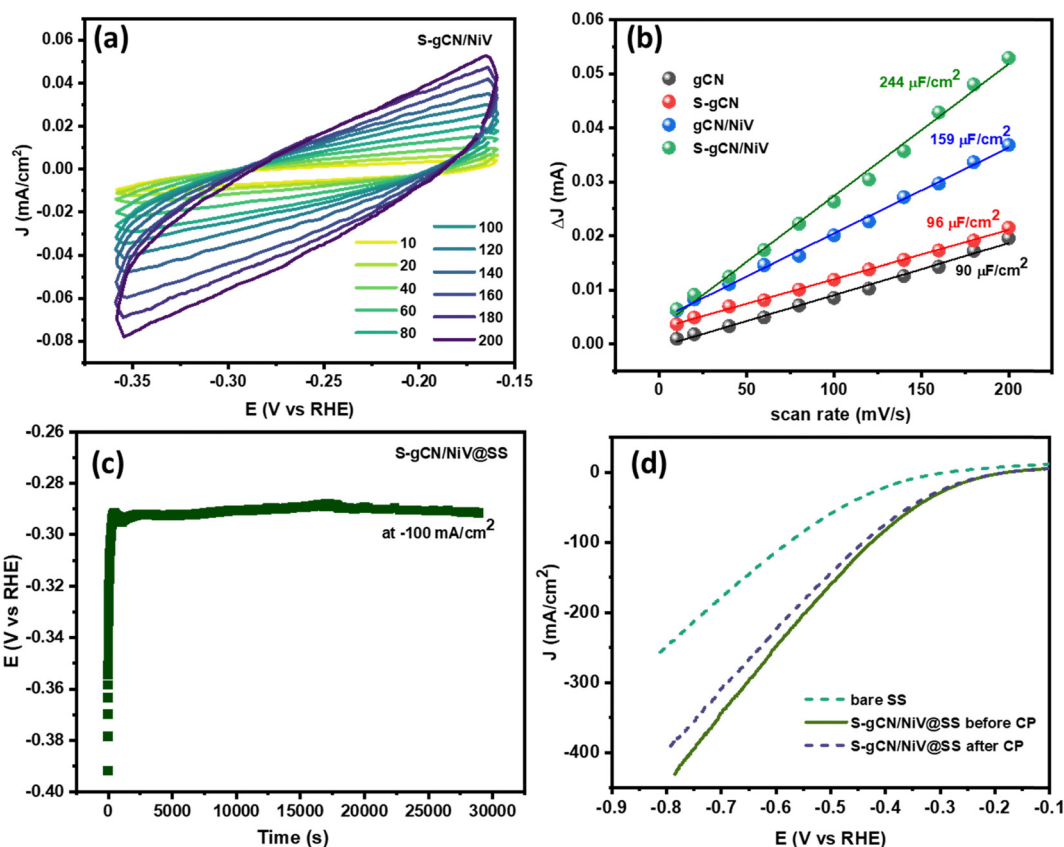 (a)
S-gCN/NiV
0.06
0.04
0.02
0.00
-0.02
-0.04
-0.06
-0.08
J (mA/cm²)
10
20
40
60
80
100
120
140
160
180
200
-0.35
-0.30
-0.25
-0.20
-0.15
E (V vs RHE)
(b)
gCN
S-gCN
gCN/NiV
S-gCN/NiV
244 µF/cm²
159 µF/cm²
96 µF/cm²
90 µF/cm²
0.06
0.05
0.04
0.03
0.02
0.01
0.00
ΔJ (mA)
0
50
100
150
200
scan rate (mV/s)
(c)
S-gCN/NiV@SS
at -100 mA/cm²
-0.26
-0.28
-0.30
-0.32
-0.34
-0.36
-0.38
-0.40
E (V vs RHE)
0
5000
10000
15000
20000
25000
30000
Time (s)
(d)
0
-100
-200
-300
-400
J (mA/cm²)
bare SS
S-gCN/NiV@SS before CP
S-gCN/NiV@SS after CP
-0.9
-0.8
-0.7
-0.6
-0.5
-0.4
-0.3
-0.2
-0.1
E (V vs RHE)